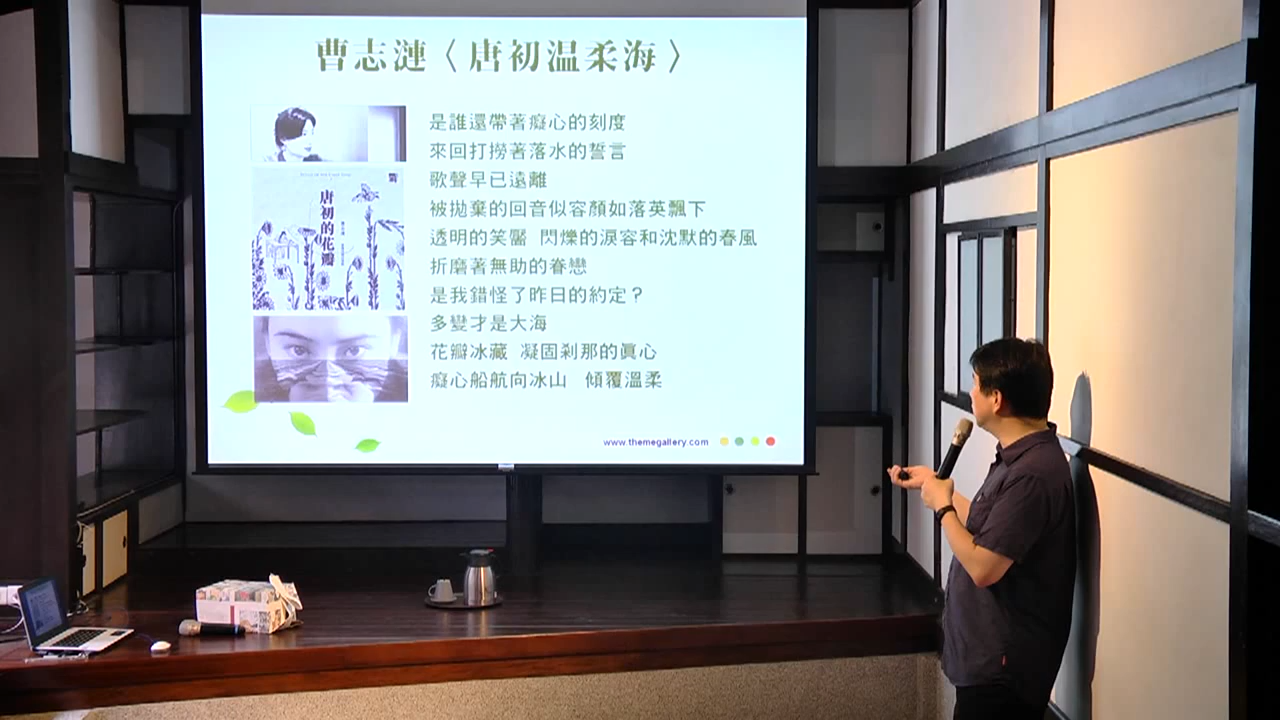 曹志漣〈唐初温柔海〉
是誰還帶著癡心的刻度
來回打撈著落水的誓言
歌聲早已遠離
被拋棄的回音似容顏如落英飄下
透明的笑靨 閃爍的淚容和沈默的春風
折磨著無助的眷戀
是我錯怪了昨日的約定？
多變才是大海
花瓣冰藏 凝固剎那的真心
癡心船航向冰山 傾覆溫柔
唐初的花瓣
www.themegallery.com